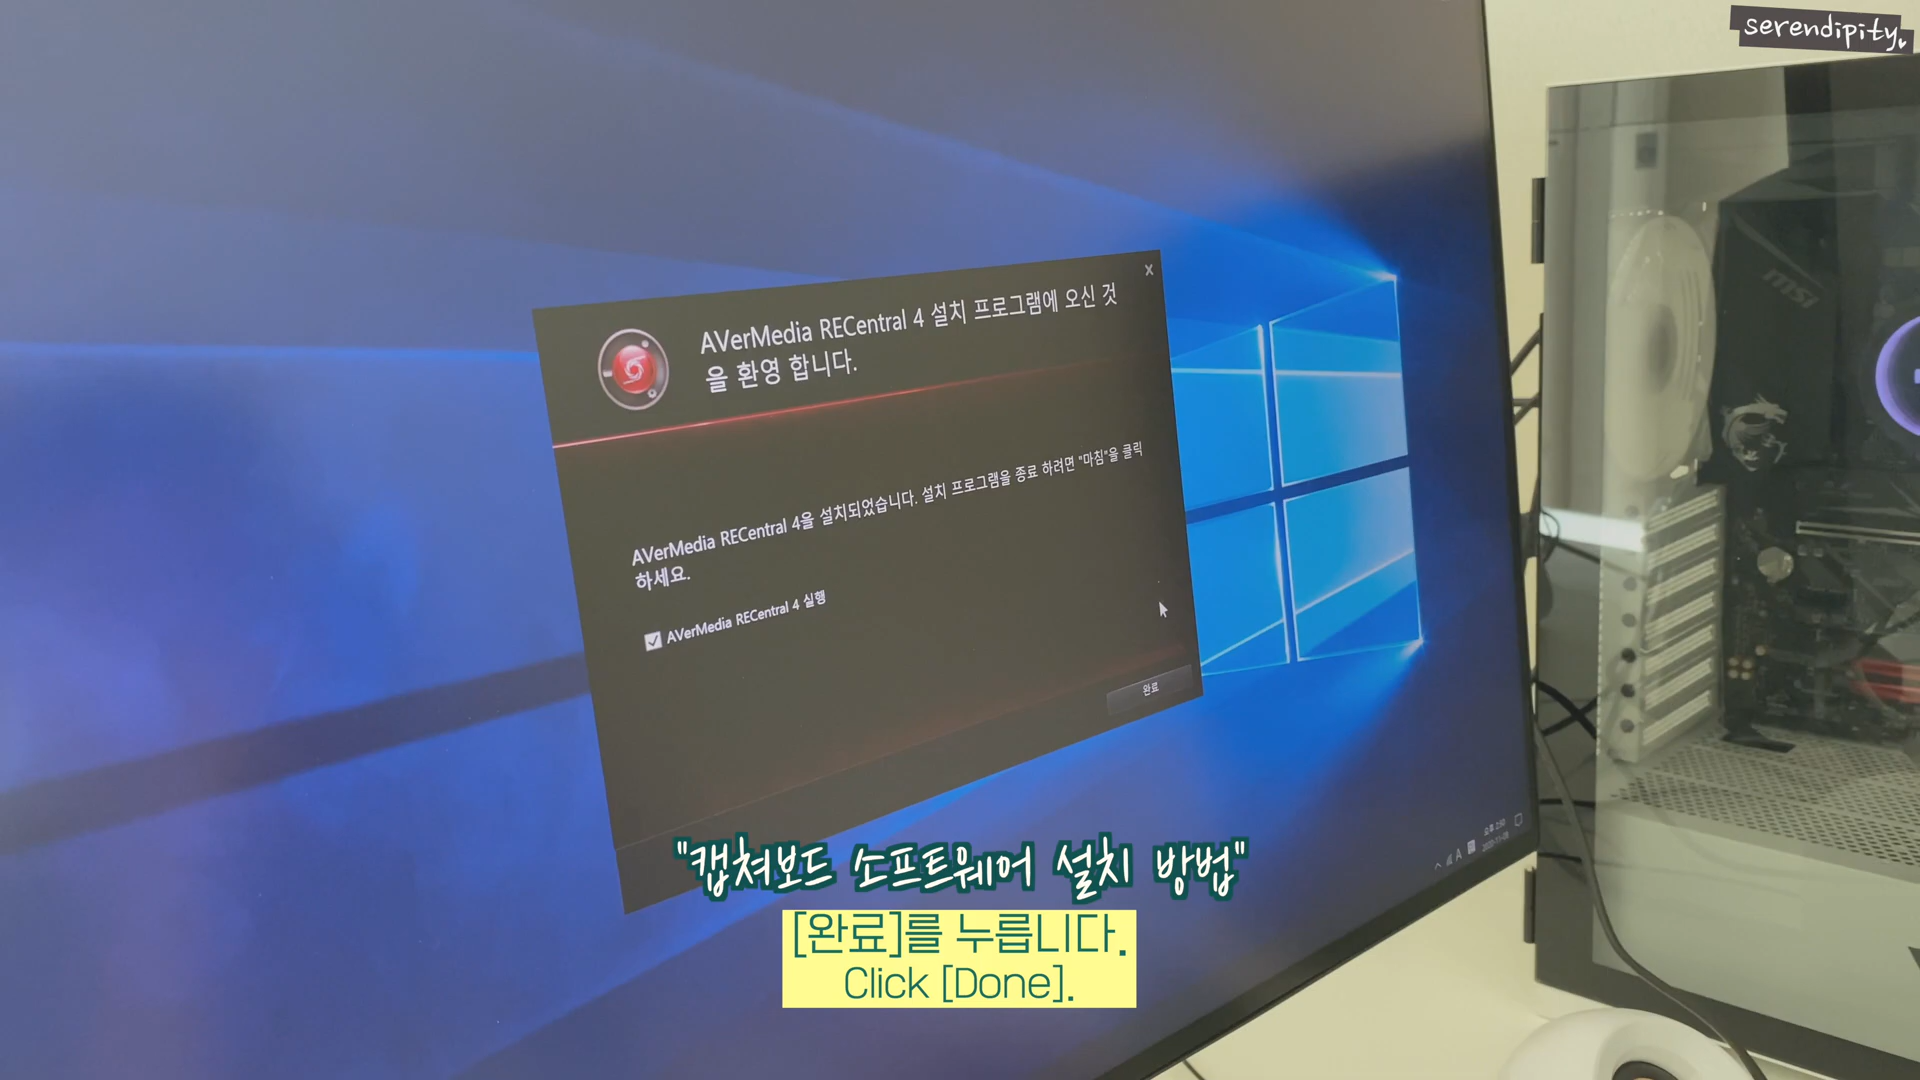 serendipity
AVerMedia RECentral 4 설치 프로그램에 오신 것
을 환영 합니다.
AVerMedia RECentral 4을 설치되었습니다. 설치 프로그램을 종료 하려면 "마침"을 클릭
하세요.
AVerMedia RECentral 4 실행
완료
msi
"캡쳐보드 소프트웨어 설치 방법"
[완료]를 누릅니다.
Click [Done].